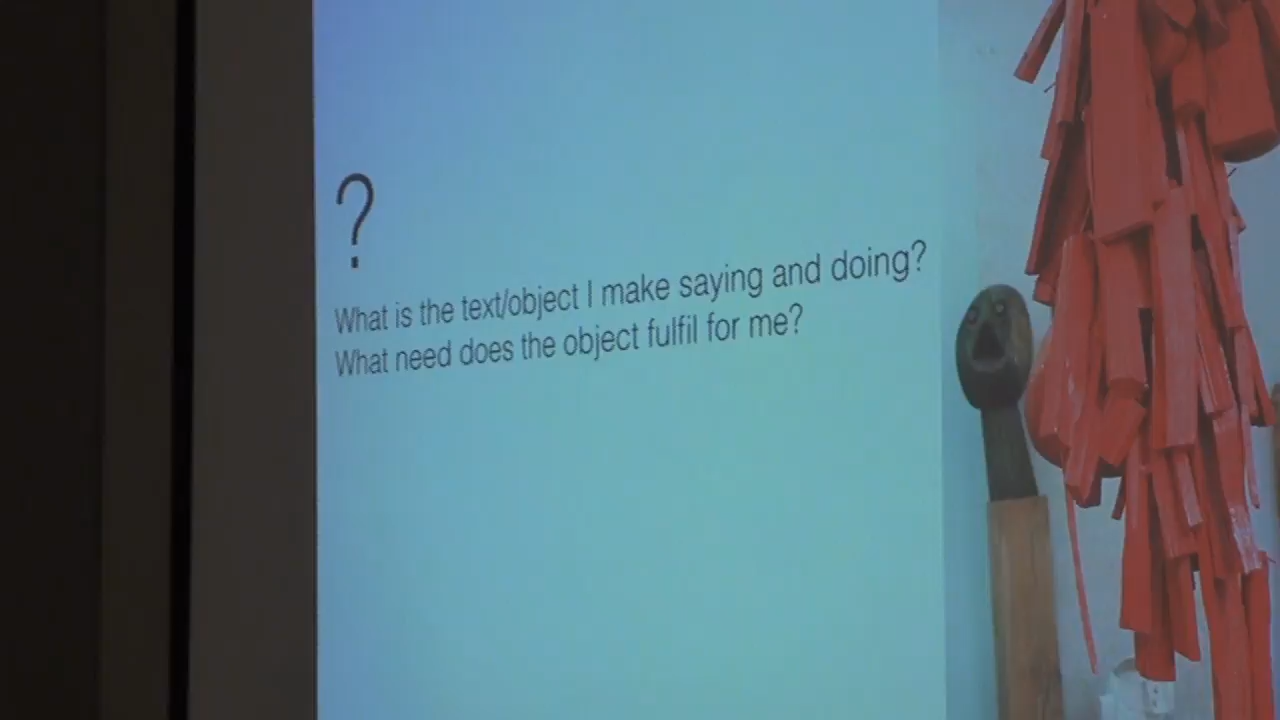 ?
What is the text/object I make saying and doing?
What need does the object fulfil for me?